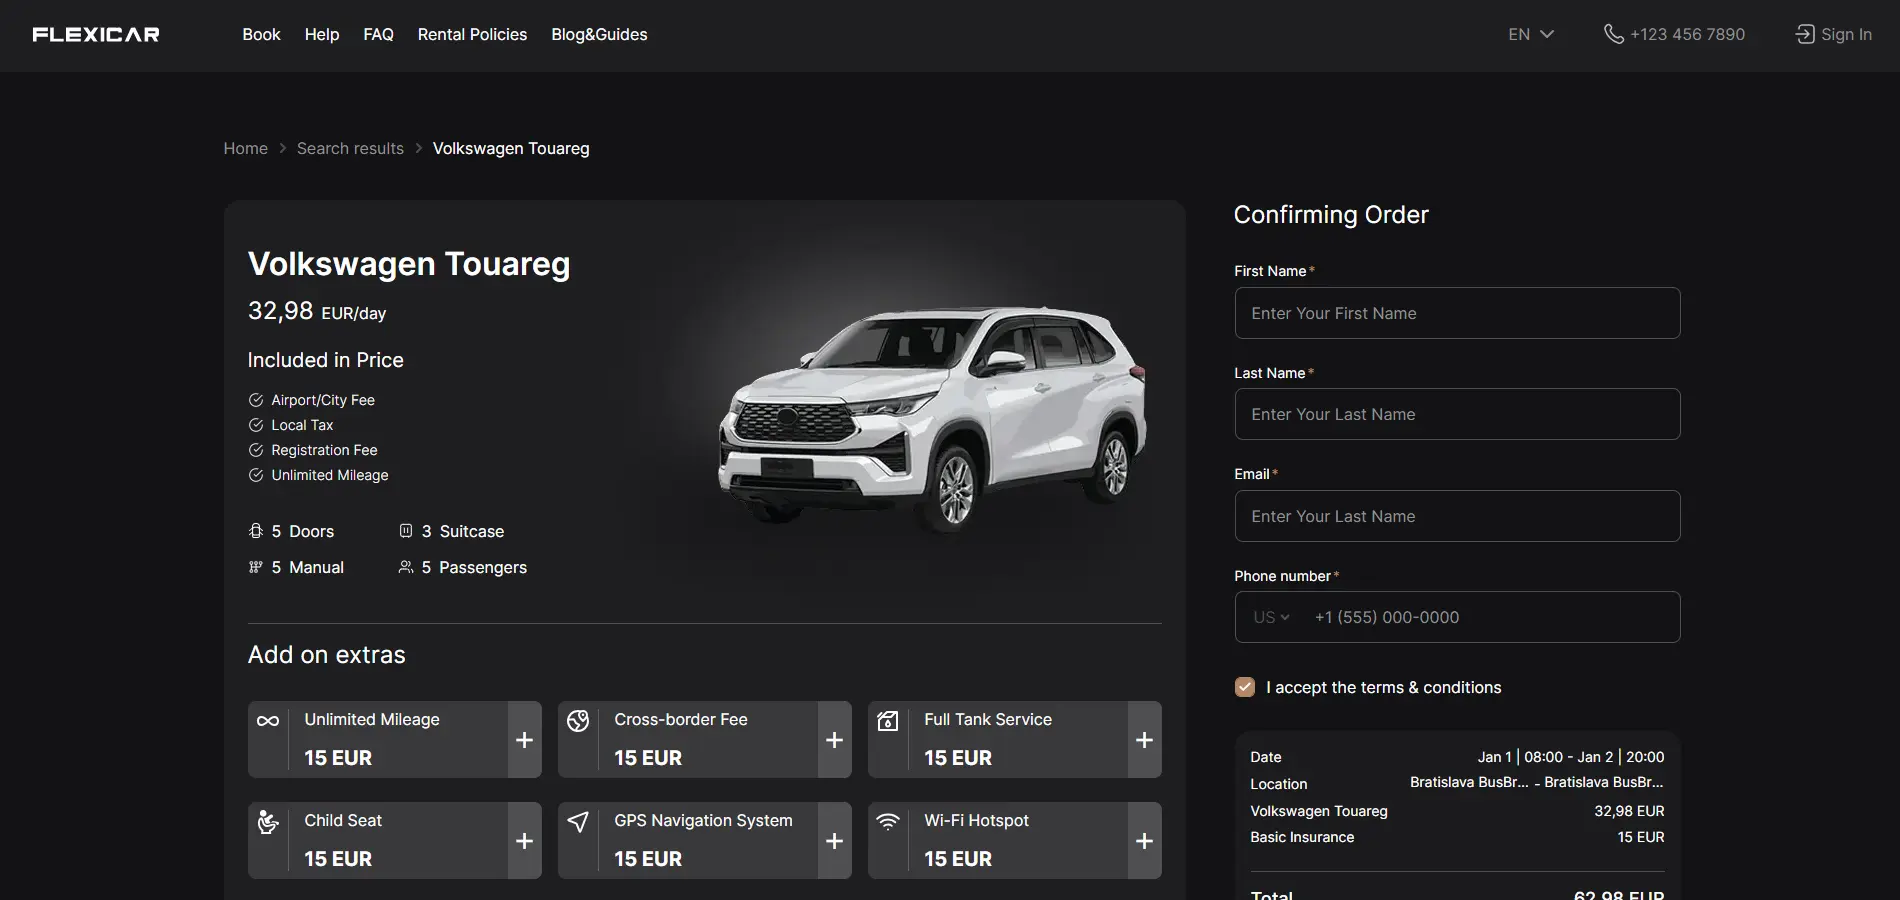 FLEXICAR
Book Help FAQ Rental Policies Blog&Guides
EN +123 456 7890 Sign In
Home Search results Volkswagen Touareg
Volkswagen Touareg
32,98 EUR/day
Included in Price
Airport/City Fee
Local Tax
Registration Fee
Unlimited Mileage
5 Doors 3 Suitcase
5 Manual 5 Passengers
Add on extras
Unlimited Mileage
15 EUR
+
Cross-border Fee
15 EUR
+
Full Tank Service
15 EUR
+
Child Seat
15 EUR
+
GPS Navigation System
15 EUR
+
Wi-Fi Hotspot
15 EUR
+
Confirming Order
First Name*
Enter Your First Name
Last Name*
Enter Your Last Name
Email*
Enter Your Last Name
Phone number*
US +1 (555) 000-0000
I accept the terms & conditions
Date Jan 1 | 08:00 - Jan 2 | 20:00
Location Bratislava BusBr... - Bratislava BusBr...
Volkswagen Touareg 32,98 EUR
Basic Insurance 15 EUR
Total 62,98 EUR